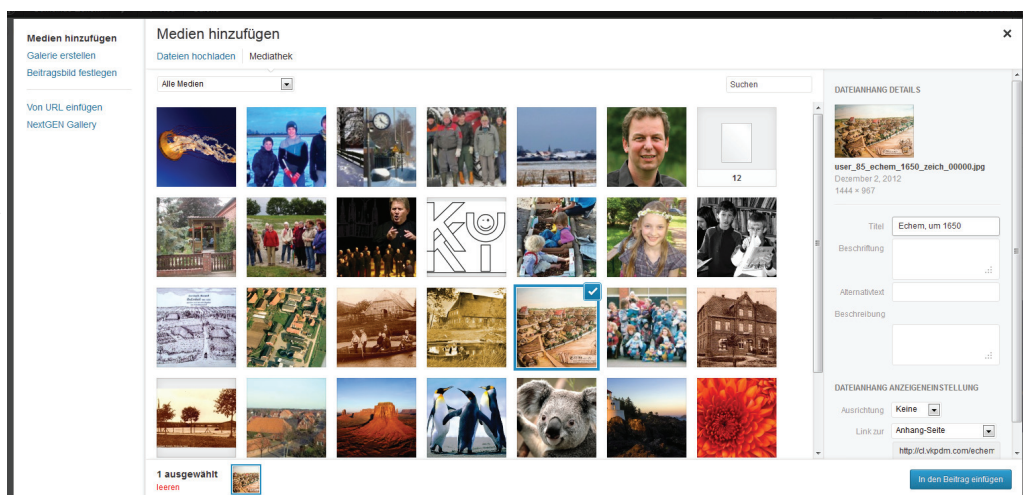 Medien hinzufügen
Galerie erstellen
Beitragsbild festlegen
Von URL einfügen
NextGEN Gallery
Medien hinzufügen
×
Dateien hochladen
Mediathek
Alle Medien
Suchen
12
DATEIANHANG DETAILS
user_85_echem_1650_zeich_00000.jpg
Dezember 2, 2012
1444 × 967
Titel
Echem, um 1650
Beschriftung
Alternativtext
Beschreibung
DATEIANHANG ANZEIGENEINSTELLUNG
Ausrichtung
Keine
Link zur
Anhang-Seite
http://cl.vkpdm.com/echem
1 ausgewählt
leeren
In den Beitrag einfügen